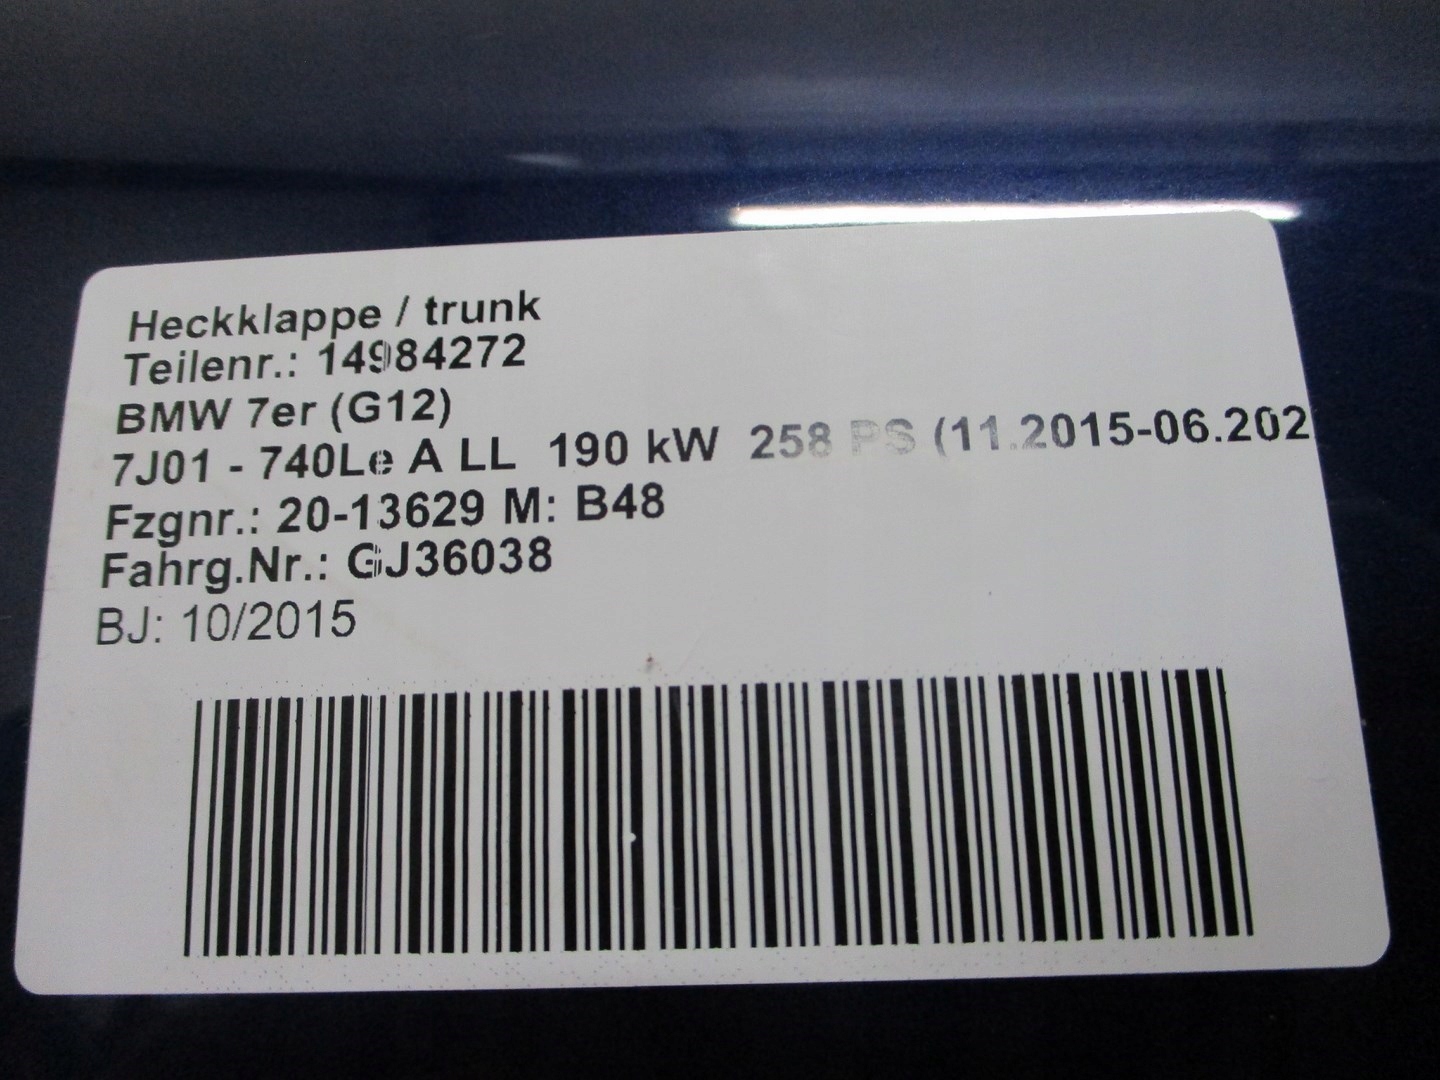 Heckklappe / trunk
Teilenr.: 14984272
BMW 7er (G12)
7J01 - 740Le A LL 190 kW 258 PS (11.2015-06.202
Fzgnr.: 20-13629 M: B48
Fahrg.Nr.: GJ36038
BJ: 10/2015